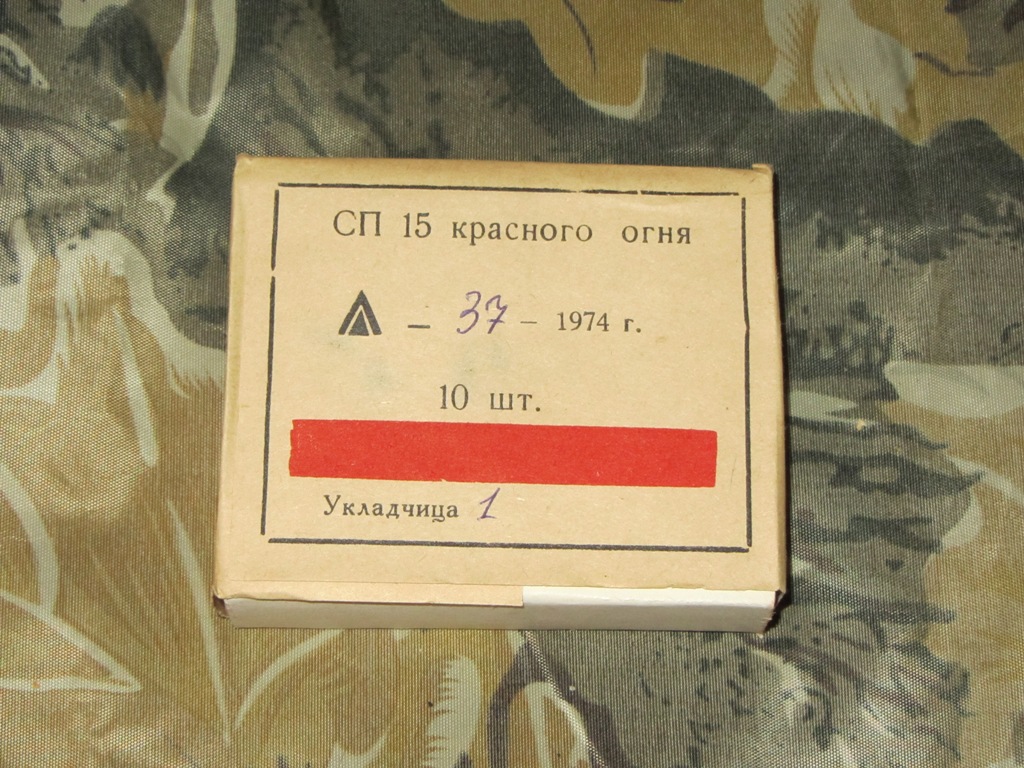 СП 15 красного огня
– 37 – 1974 г.
10 шт.
Укладчица 1